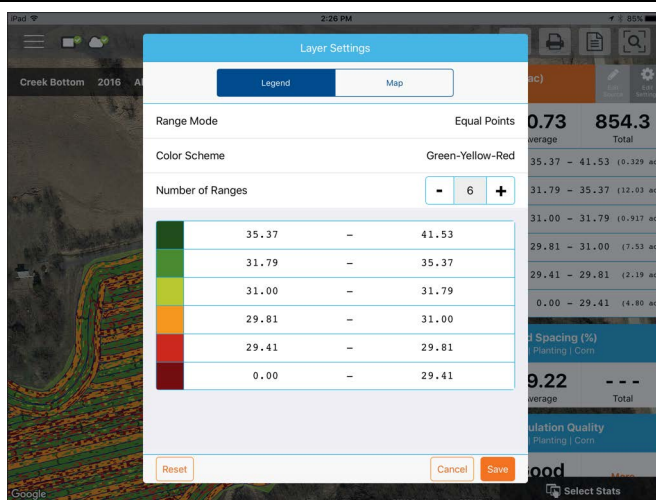 iPad 2:26 PM 85%
Layer Settings
Creek Bottom 2016
Legend Map
ac)
Edit
Range Mode Equal Points
0.73 854.3
verage Total
Color Scheme Green-Yellow-Red
35.37 – 41.53 (0.329 ac
Number of Ranges - 6 +
31.79 – 35.37 (12.03 ac
31.00 – 31.79 (0.917 ac
35.37 – 41.53
29.81 – 31.00 (7.53 ac
31.79 – 35.37
29.41 – 29.81 (2.19 ac
31.00 – 31.79
0.00 – 29.41 (4.80 ac
29.81 – 31.00
d Spacing (%)
| Planting | Corn
29.41 – 29.81
0.00 – 29.41
9.22 ---
verage Total
ulation Quality
| Planting | Corn
Reset Cancel Save
ood More
Google Select Stats